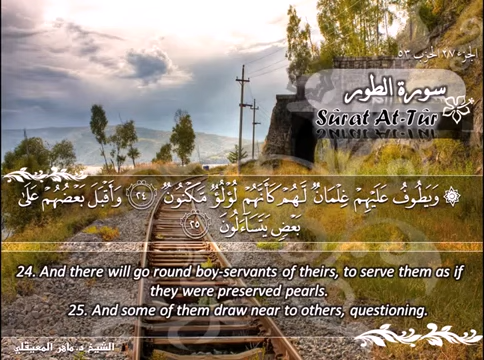 الجزء ٢٧ الحزب ٥٣
سورة الطور
Sûrat At-Tûr
۞ وَيَطُوفُ عَلَيْهِمْ غِلْمَانٌ لَّهُمْ كَأَنَّهُمْ لُؤْلُؤٌ مَّكْنُونٌ ٢٤ وَأَقْبَلَ بَعْضُهُمْ عَلَىٰ
بَعْضٍ يَتَسَاءَلُونَ ٢٥
24. And there will go round boy-servants of theirs, to serve them as if
they were preserved pearls.
25. And some of them draw near to others, questioning.
الشيخ د. ماهر المعيقلي